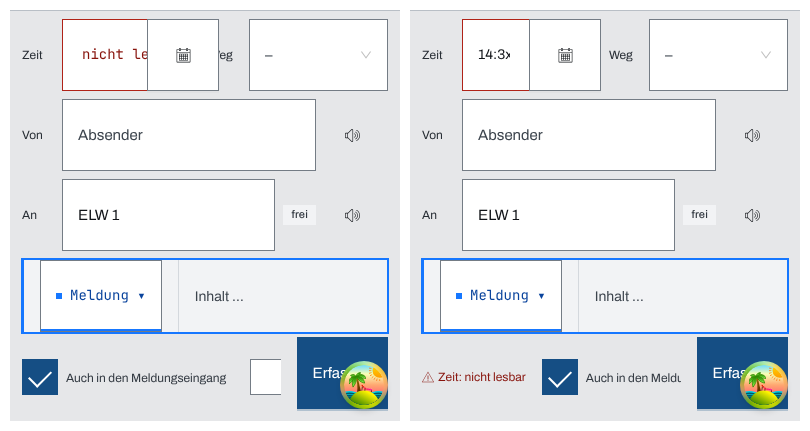 Zeit nicht le Weg –
Von Absender
An ELW 1 frei
Meldung ▾ Inhalt ...
Auch in den Meldungseingang Erfas
Zeit 14:3 Weg –
Von Absender
An ELW 1 frei
Meldung ▾ Inhalt ...
Zeit: nicht lesbar Auch in den Meldu Erfas